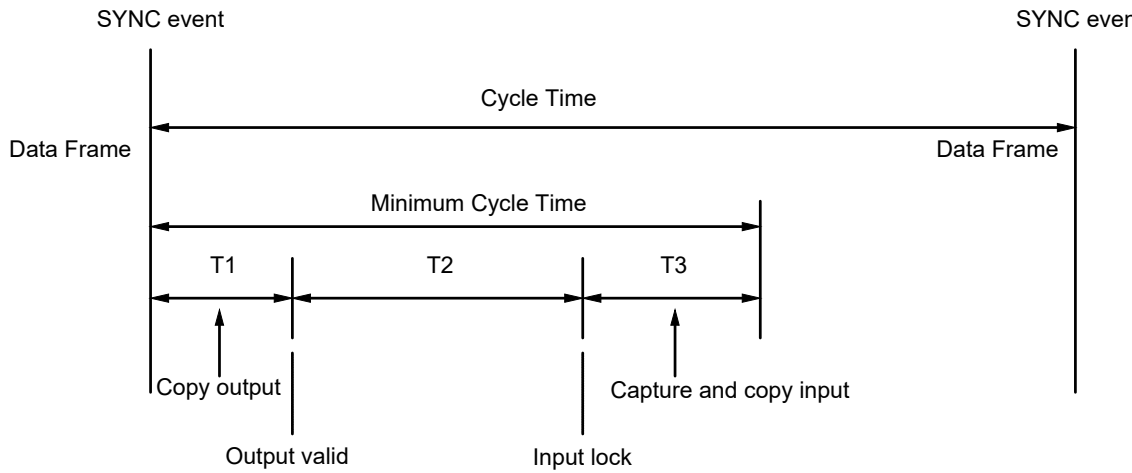 SYNC event
SYNC ever
Cycle Time
Data Frame
Data Frame
Minimum Cycle Time
T1
T2
T3
Copy output
Capture and copy input
Output valid
Input lock